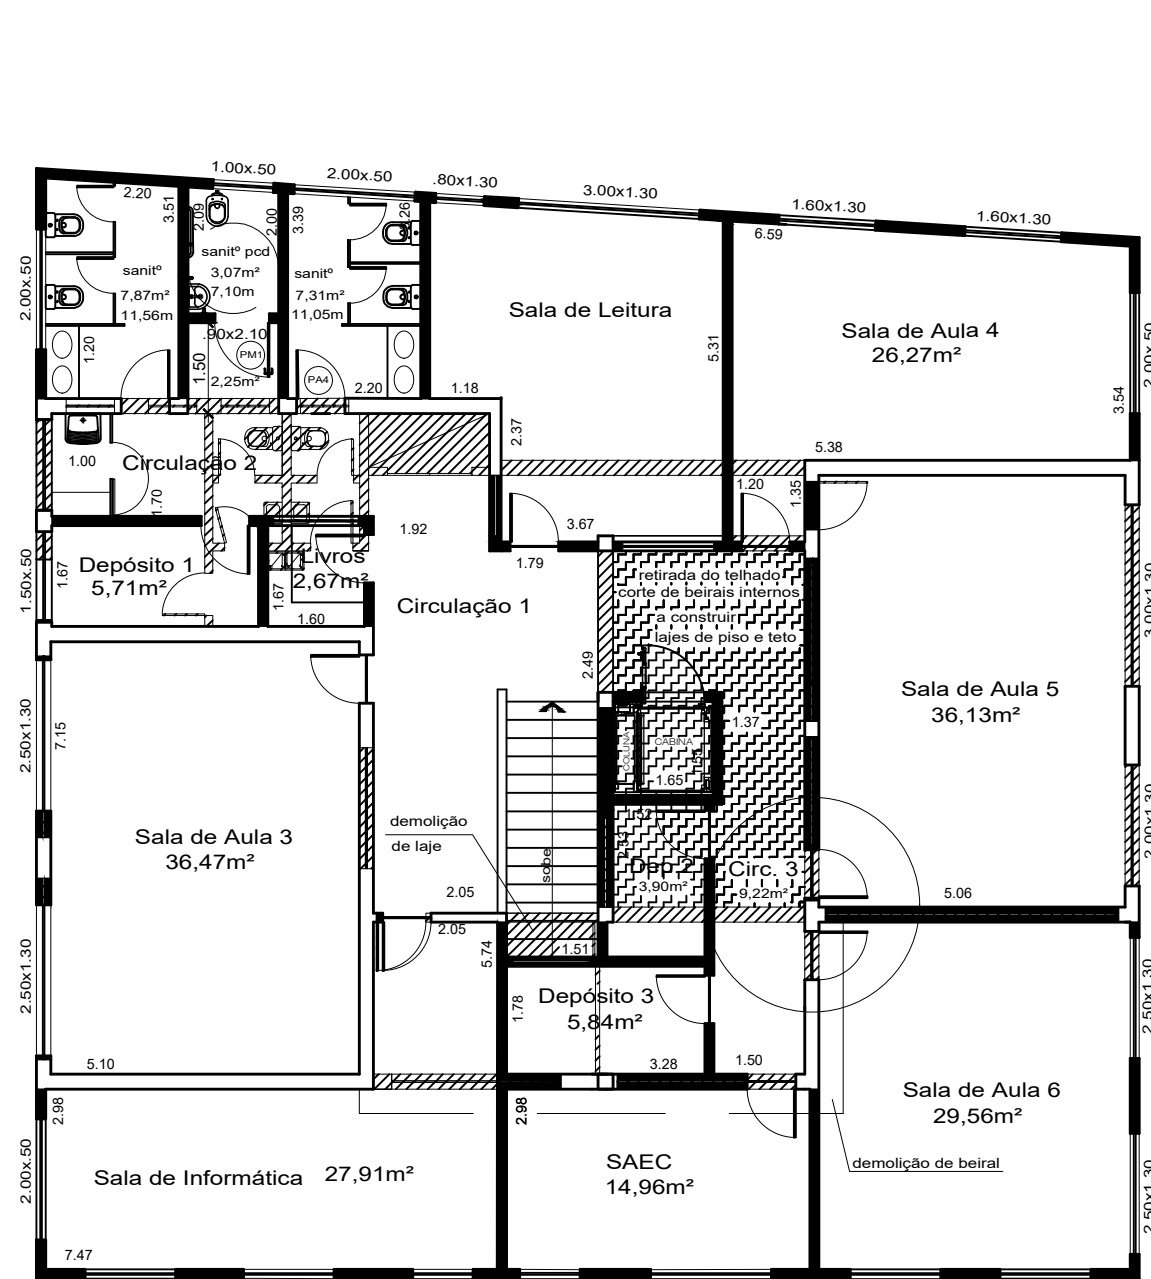 1.00x.50
2.00x.50
.80x1.30
3.00x1.30
1.60x1.30
1.60x1.30
2.20
3.51
2.09
2.00
3.39
6.59
sanitº pcd
3,07m²
7,10m
sanitº
7,87m²
11,56m
sanitº
7,31m²
11,05m
2.00x.50
Sala de Leitura
Sala de Aula 4
26,27m²
.90x2.10
PM1
1.20
1.50
2,25m²
PA4
2.20
1.18
5.31
2.00x.50
3.54
2.37
5.38
1.00
Circulação 2
1.70
1.92
3.67
1.20
1.35
1.79
Depósito 1
5,71m²
1.67
1.50x.50
Livros
2,67m²
1.67
1.60
Circulação 1
retirada do telhado
corte de beirais internos
a construir
lajes de piso e teto
3.00x1.30
2.49
Sala de Aula 5
36,13m²
2.50x1.30
7.15
1.37
COLUNA
CABINA
1.65
Sala de Aula 3
36,47m²
demolição
de laje
sobe
Dep.2
3,90m²
Circ. 3
9,22m²
2.00x1.30
5.06
2.05
2.05
5.74
1.51
2.50x1.30
Depósito 3
5,84m²
1.78
3.28
1.50
2.50x1.30
5.10
2.98
2.98
Sala de Aula 6
29,56m²
Sala de Informática 27,91m²
SAEC
14,96m²
demolição de beiral
2.00x.50
2.50x1.30
7.47